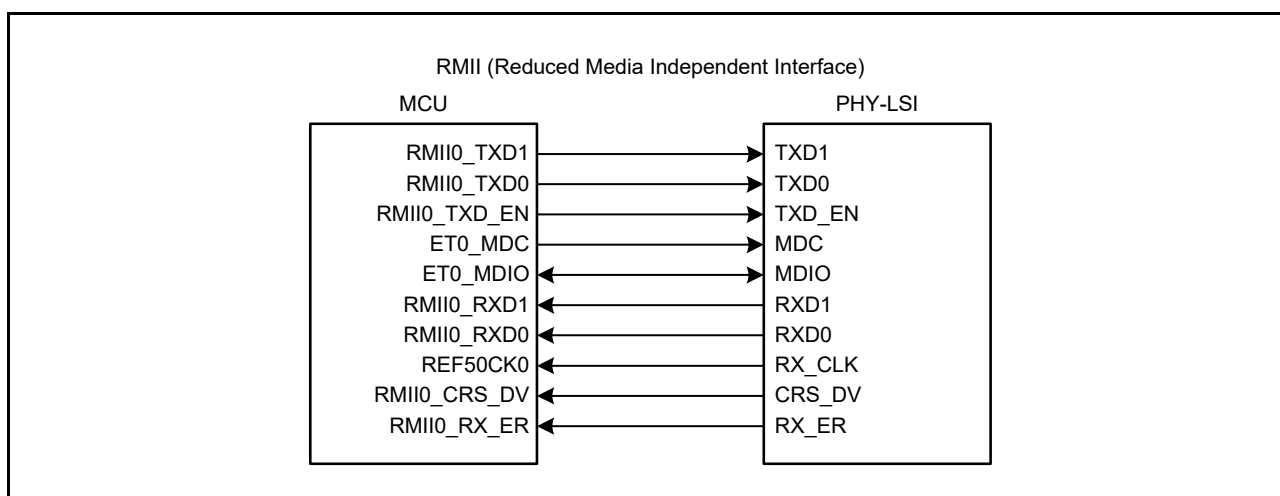 RMII (Reduced Media Independent Interface)
MCU PHY-LSI
RMII0_TXD1 TXD1
RMII0_TXD0 TXD0
RMII0_TXD_EN TXD_EN
ET0_MDC MDC
ET0_MDIO MDIO
RMII0_RXD1 RXD1
RMII0_RXD0 RXD0
REF50CK0 RX_CLK
RMII0_CRS_DV CRS_DV
RMII0_RX_ER RX_ER